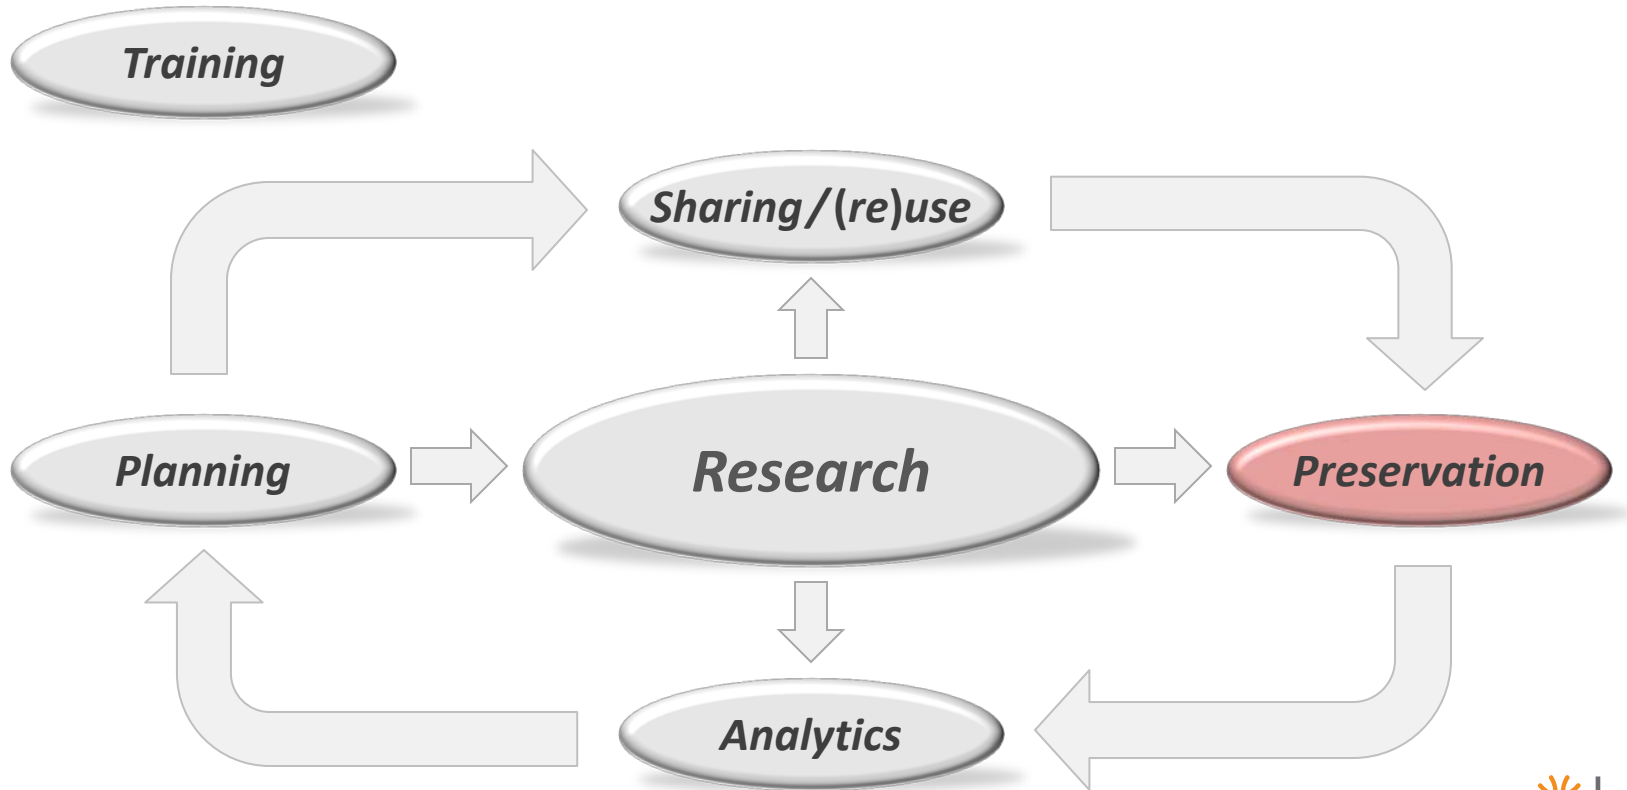 Training
Sharing/(re)use
Planning
Research
Preservation
Analytics